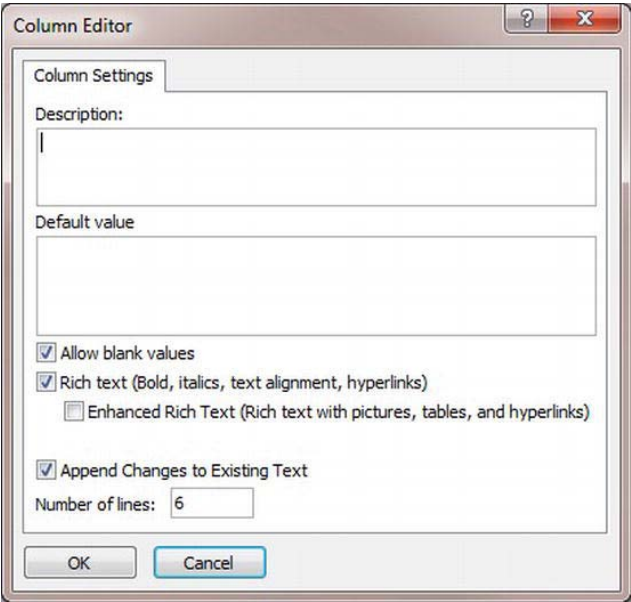 Column Editor
?
Column Settings
Description:
Default value
Allow blank values
Rich text (Bold, italics, text alignment, hyperlinks)
Enhanced Rich Text (Rich text with pictures, tables, and hyperlinks)
Append Changes to Existing Text
Number of lines: 6
OK Cancel